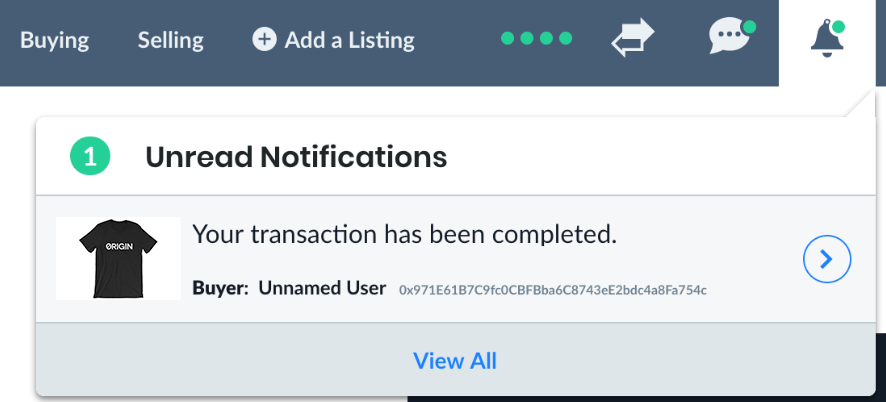 Buying Selling Add a Listing
1 Unread Notifications
ORIGIN
Your transaction has been completed.
Buyer: Unnamed User 0x971E61B7C9fc0CBFBba6C8743eE2bdc4a8Fa754c
View All